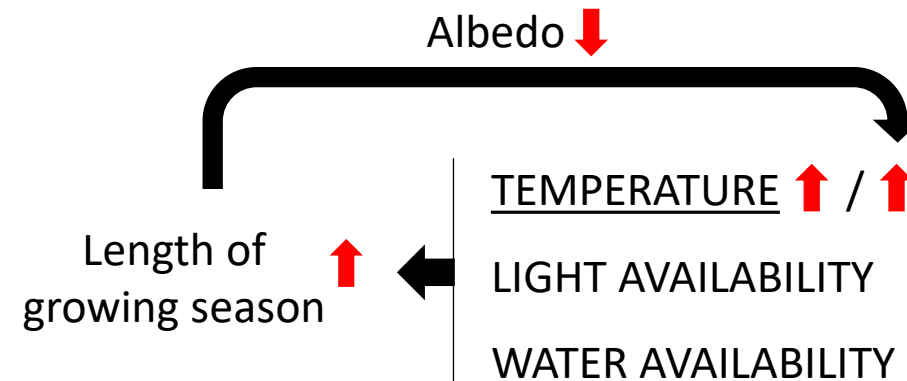 Albedo
TEMPERATURE /
Length of
growing season
LIGHT AVAILABILITY
WATER AVAILABILITY